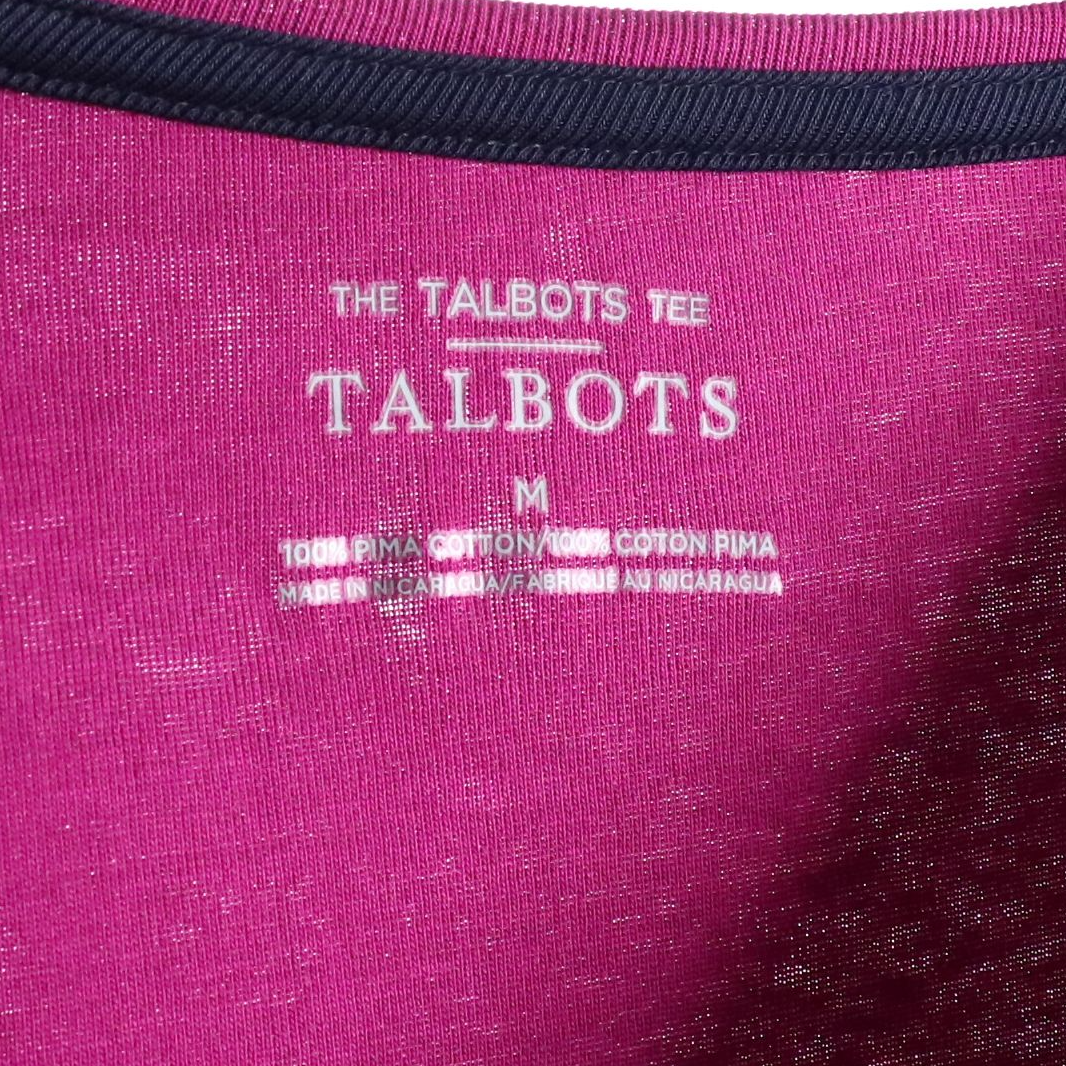 THE TALBOTS TEE
TALBOTS
M
100% PIMA COTTON/100% COTON PIMA
MADE IN NICARAGUA/FABRIQUE AU NICARAGUA